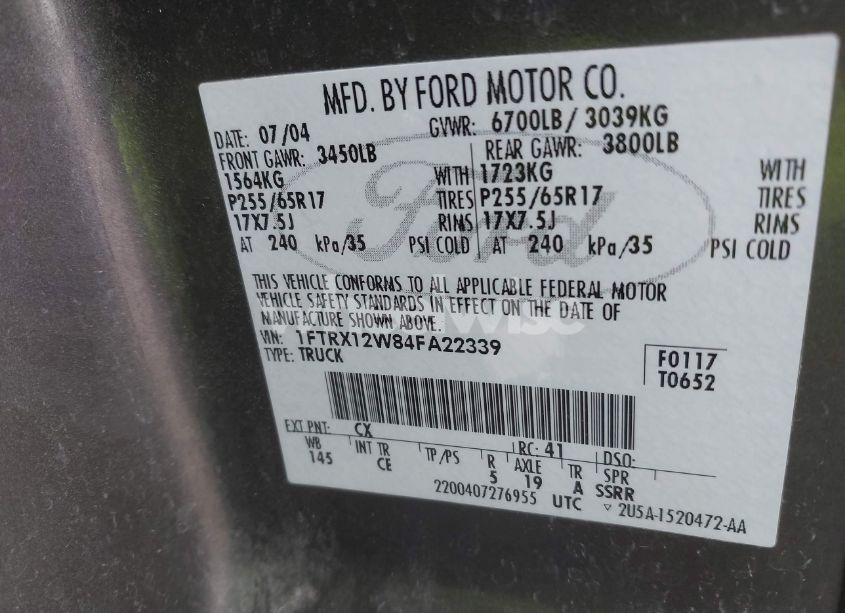 MFD. BY FORD MOTOR CO.
DATE: 07/04 GVWR: 6700LB/ 3039KG
FRONT GAWR: 3450LB REAR GAWR: 3800LB
1564KG WITH 1723KG WITH
P255/65R17 TIRES P255/65R17 TIRES
17X7.5J RIMS 17X7.5J RIMS
AT 240 kPa/35 PSI COLD AT 240 kPa/35 PSI COLD
THIS VEHICLE CONFORMS TO ALL APPLICABLE FEDERAL MOTOR
VEHICLE SAFETY STANDARDS IN EFFECT ON THE DATE OF
MANUFACTURE SHOWN ABOVE.
VIN: 1FTRX12W84FA22339
TYPE: TRUCK
F0117
T0652
EXT PNT: CX RC: 41 DSO:
WB INT TR TP/PS R AXLE TR SPR
145 CE 5 19 A SSRR
2200407276955 UTC ▽ 2U5A-1520472-AA
Ford